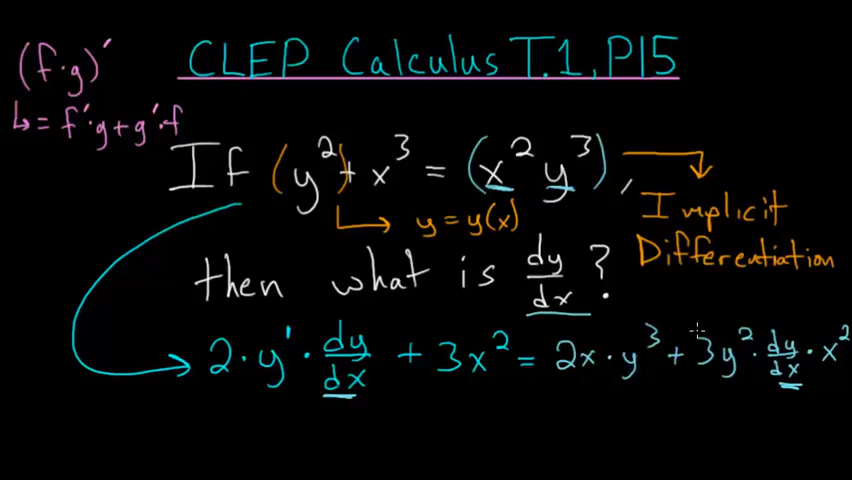 CLEP Calculus T.1, P15
(f·g)′
↳ = f′·g + g′·f
If (y²) + x³ = (x²y³),
↳ y = y(x)
Implicit
Differentiation
then what is dy/dx ?
2·y′·dy/dx + 3x² = 2x·y³ + 3y²·dy/dx·x²